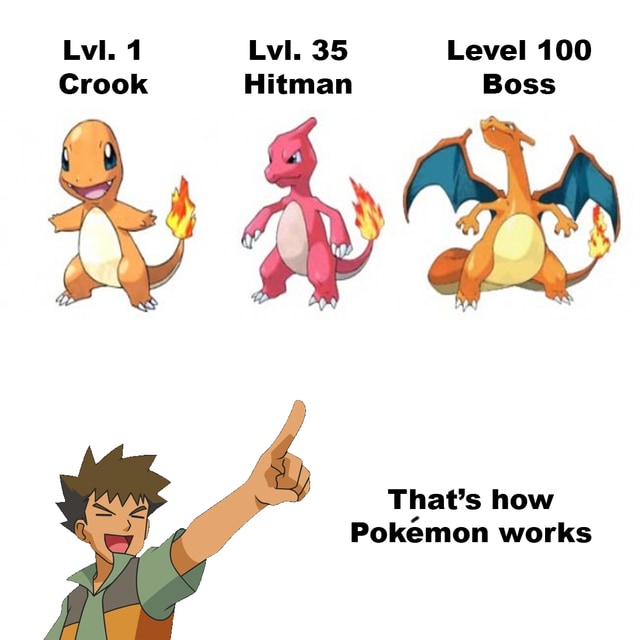 Lvl. 1
Crook
Lvl. 35
Hitman
Level 100
Boss
That’s how
Pokémon works